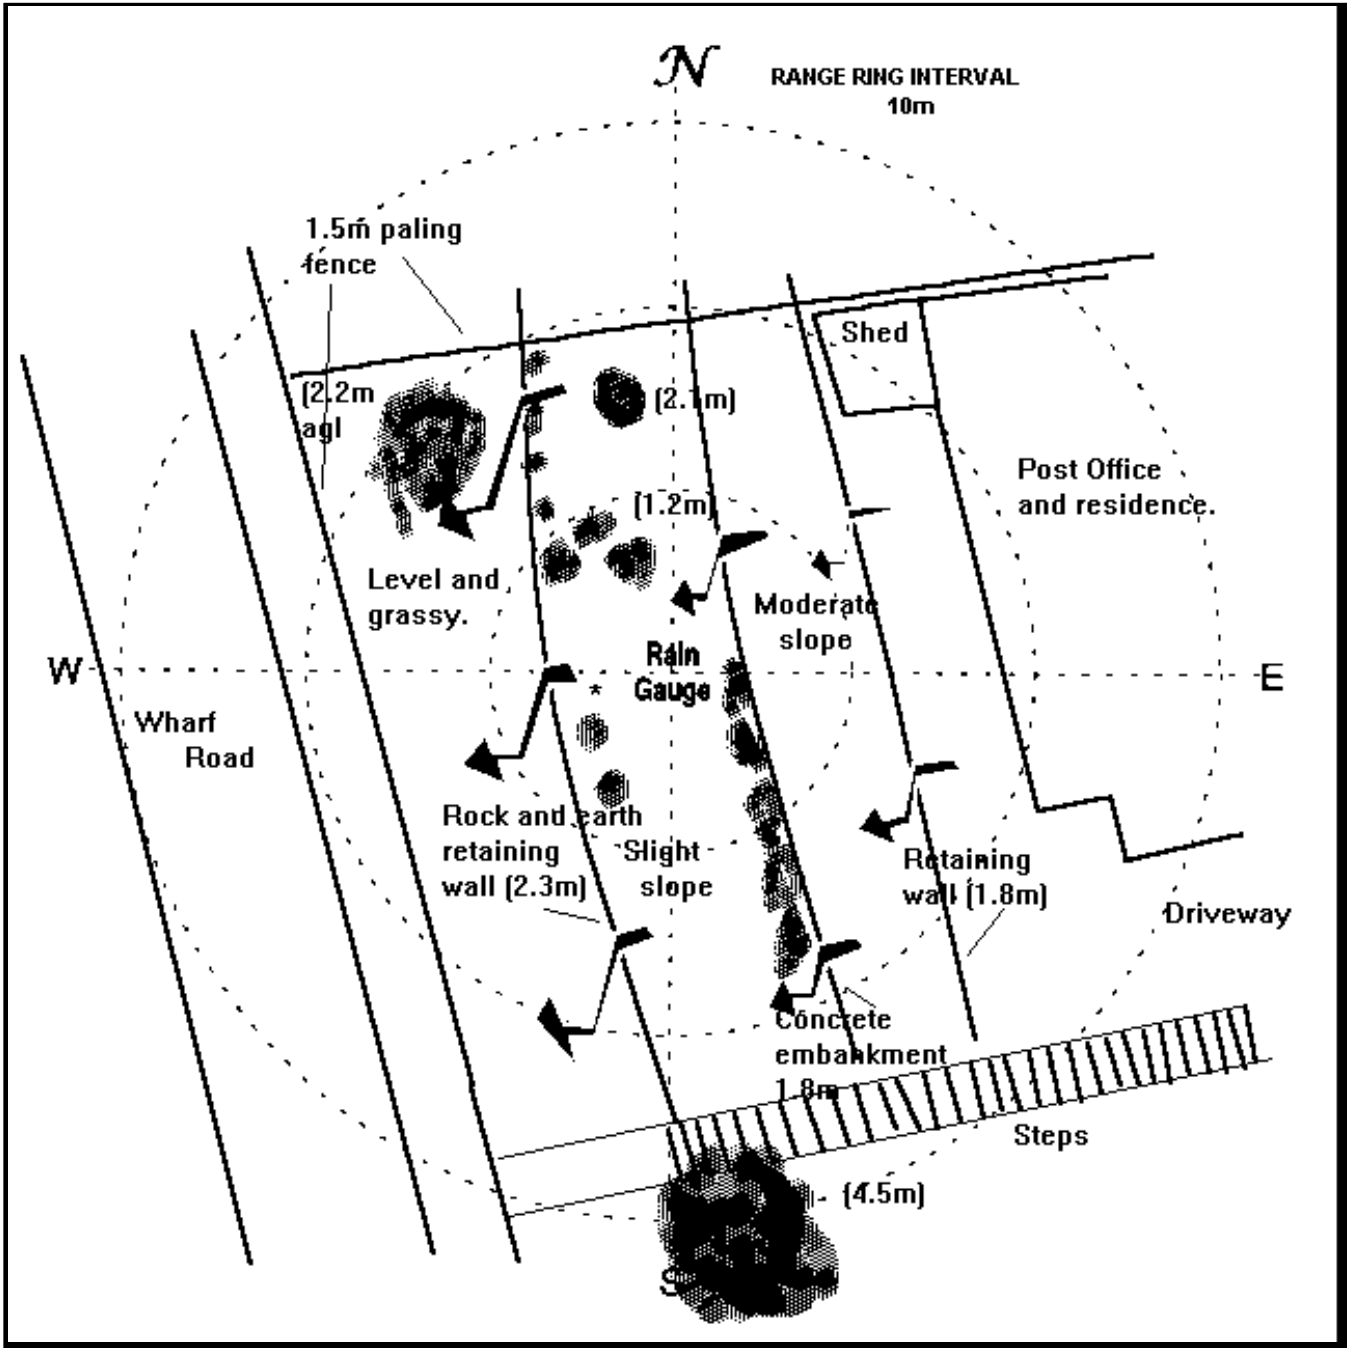 N
RANGE RING INTERVAL
10m
1.5m paling
fence
Shed
(2.2m
agl
(2.1m)
Post Office
and residence.
(1.2m)
Level and
grassy.
Moderate
slope
Rain
Gauge
W
E
*
Wharf
Road
Rock and earth
retaining
wall (2.3m)
Slight
slope
Retaining
wall (1.8m)
Driveway
Concrete
embankment
1.8m
Steps
(4.5m)
S